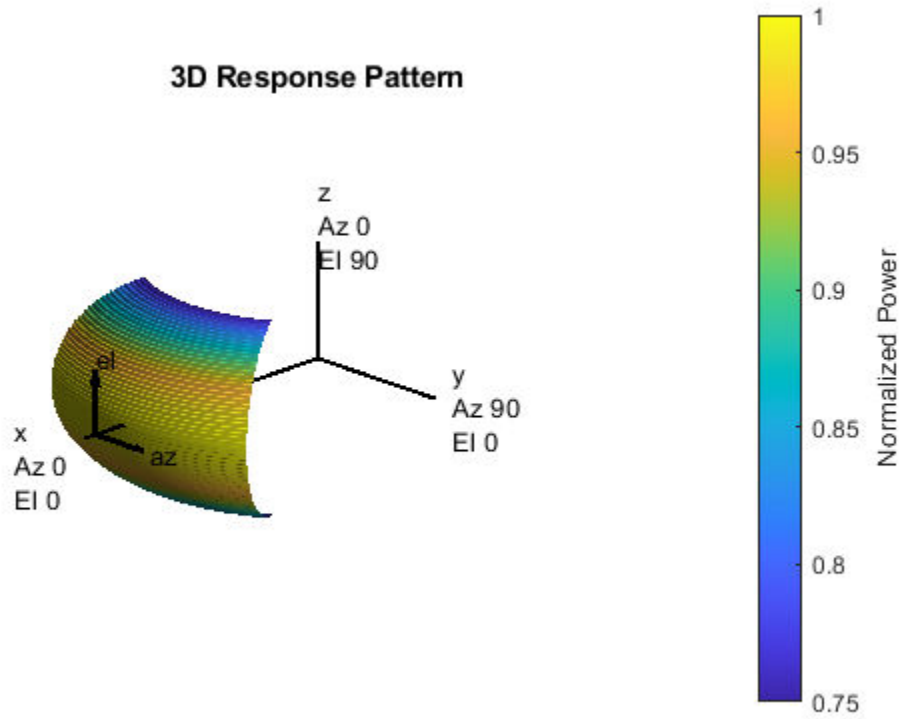 3D Response Pattern
z
Az 0
El 90
el
az
x
Az 0
El 0
y
Az 90
El 0
1
0.95
0.9
0.85
0.8
0.75
Normalized Power